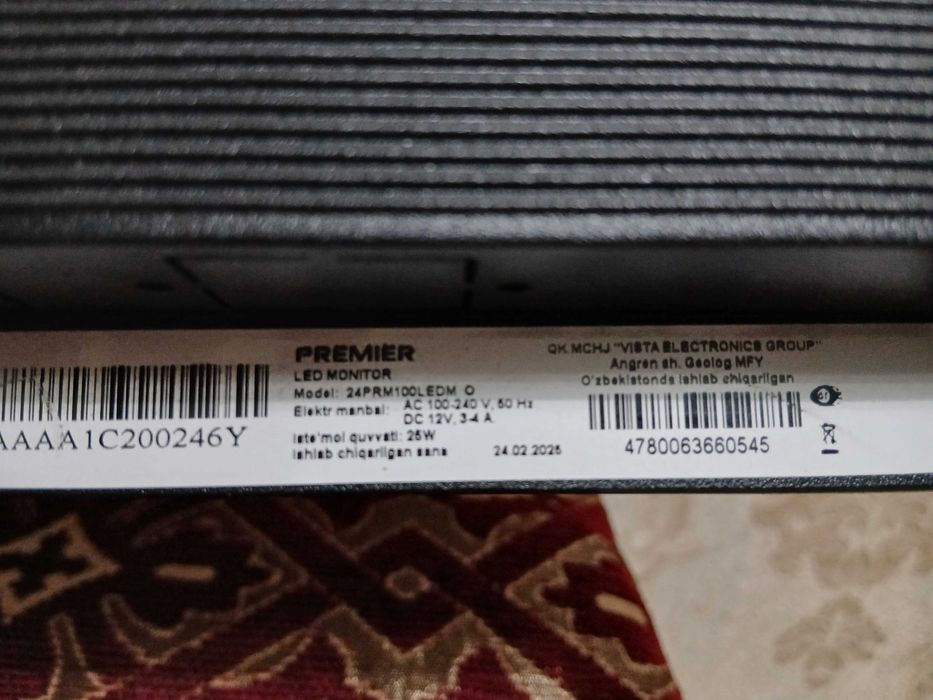 AAAA1C200246Y
PREMIER
LED MONITOR
Model: 24PRM100LEDM O
Elektr manbai: AC 100-240 V, 50 Hz
DC 12V, 3-4 A
Iste'mol quvvati: 25W
Ishlab chiqarilgan sana 24.02.2025
QK MCHJ "VISTA ELECTRONICS GROUP"
Angren sh. Geolog MFY
O'zbekistonda ishlab chiqarilgan
4780063660545